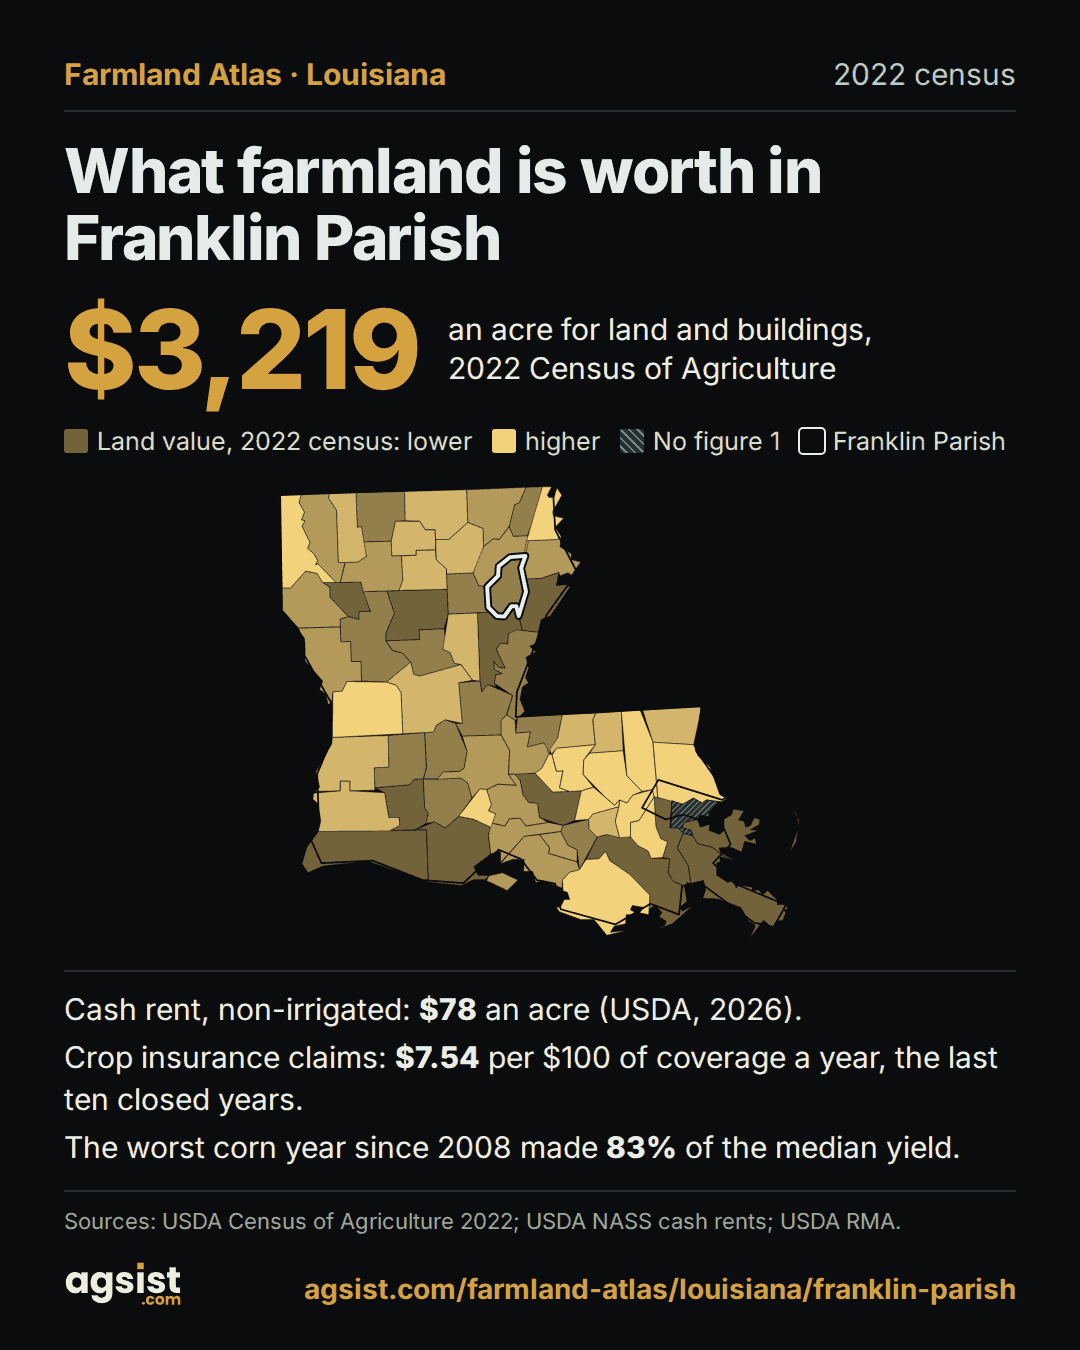 Farmland Atlas · Louisiana
2022 census
What farmland is worth in
Franklin Parish
$3,219
an acre for land and buildings,
2022 Census of Agriculture
Land value, 2022 census: lower
higher
No figure 1
Franklin Parish
Cash rent, non-irrigated: $78 an acre (USDA, 2026).
Crop insurance claims: $7.54 per $100 of coverage a year, the last
ten closed years.
The worst corn year since 2008 made 83% of the median yield.
Sources: USDA Census of Agriculture 2022; USDA NASS cash rents; USDA RMA.
agsist
.com
agsist.com/farmland-atlas/louisiana/franklin-parish